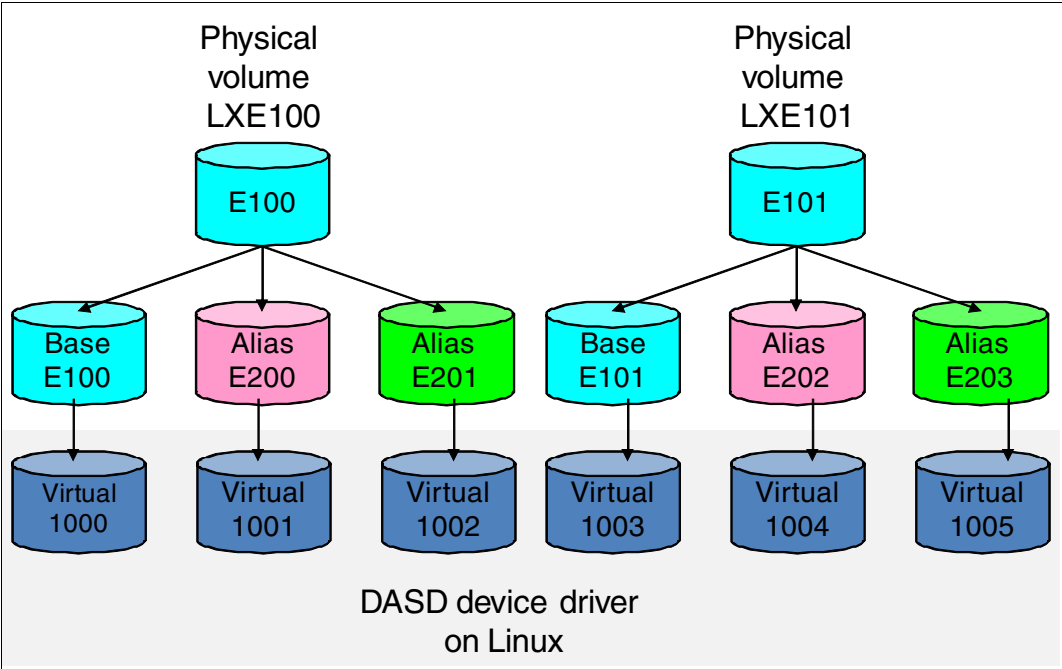 Physical
volume
LXE100
Physical
volume
LXE101
E100
E101
Base
E100
Alias
E200
Alias
E201
Base
E101
Alias
E202
Alias
E203
Virtual
1000
Virtual
1001
Virtual
1002
Virtual
1003
Virtual
1004
Virtual
1005
DASD device driver
on Linux